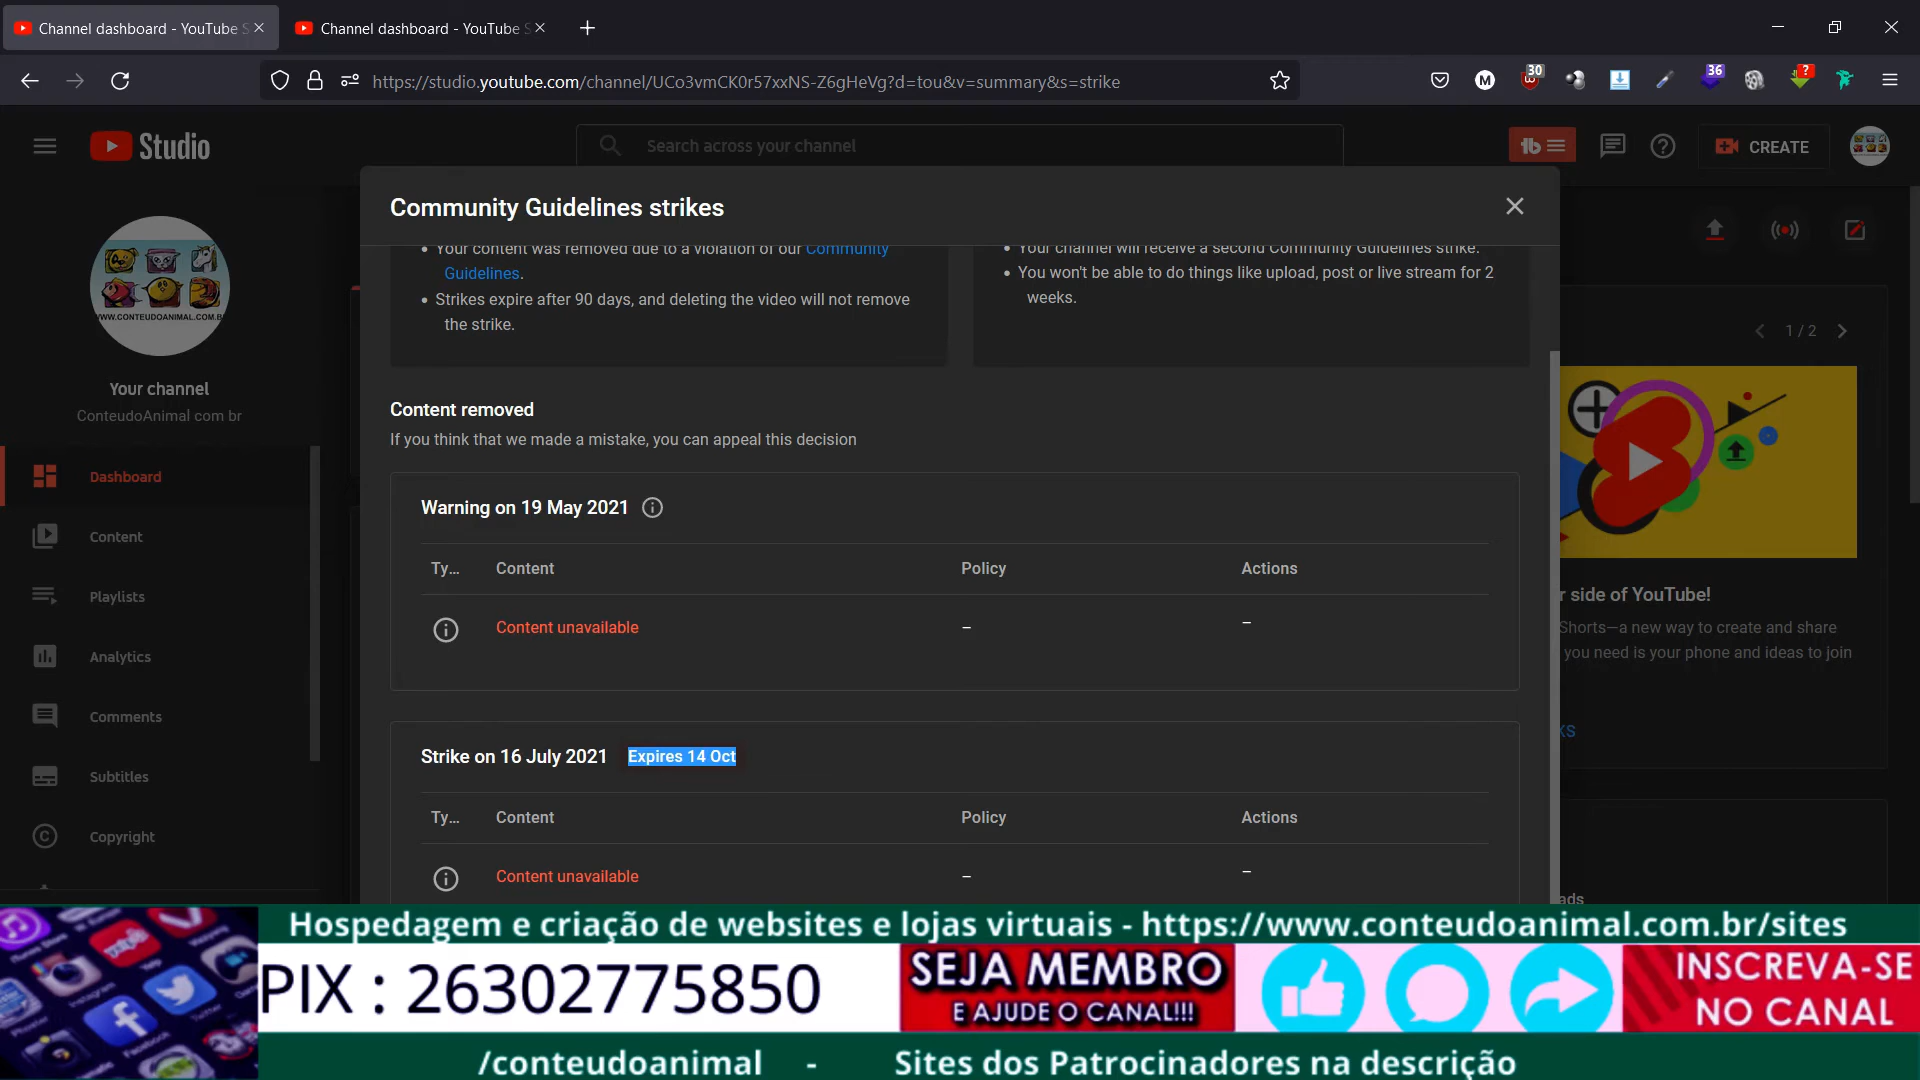 Channel dashboard - YouTube S
Channel dashboard - YouTube S
https://studio.youtube.com/channel/UCo3vmCK0r57xxNS-Z6gHeVg?d=tou&v=summary&s=strike
M
30
36
?
Studio
Search across your channel
tb
CREATE
Community Guidelines strikes
Your content was removed due to a violation of our Community
Guidelines.
Strikes expire after 90 days, and deleting the video will not remove
the strike.
Your channel will receive a second Community Guidelines strike.
You won't be able to do things like upload, post or live stream for 2
weeks.
1 / 2
WWW.CONTEUDOANIMAL.COM.B
Your channel
ConteudoAnimal com br
Dashboard
Content
Playlists
Analytics
Comments
Subtitles
Copyright
Content removed
If you think that we made a mistake, you can appeal this decision
Warning on 19 May 2021
Ty... Content Policy Actions
Content unavailable – –
Strike on 16 July 2021 Expires 14 Oct
Ty... Content Policy Actions
Content unavailable – –
r side of YouTube!
Shorts—a new way to create and share
you need is your phone and ideas to join
KS
ads
Hospedagem e criação de websites e lojas virtuais - https://www.conteudoanimal.com.br/sites
PIX : 26302775850
SEJA MEMBRO
E AJUDE O CANAL!!!
INSCREVA-SE
NO CANAL
/conteudoanimal - Sites dos Patrocinadores na descrição